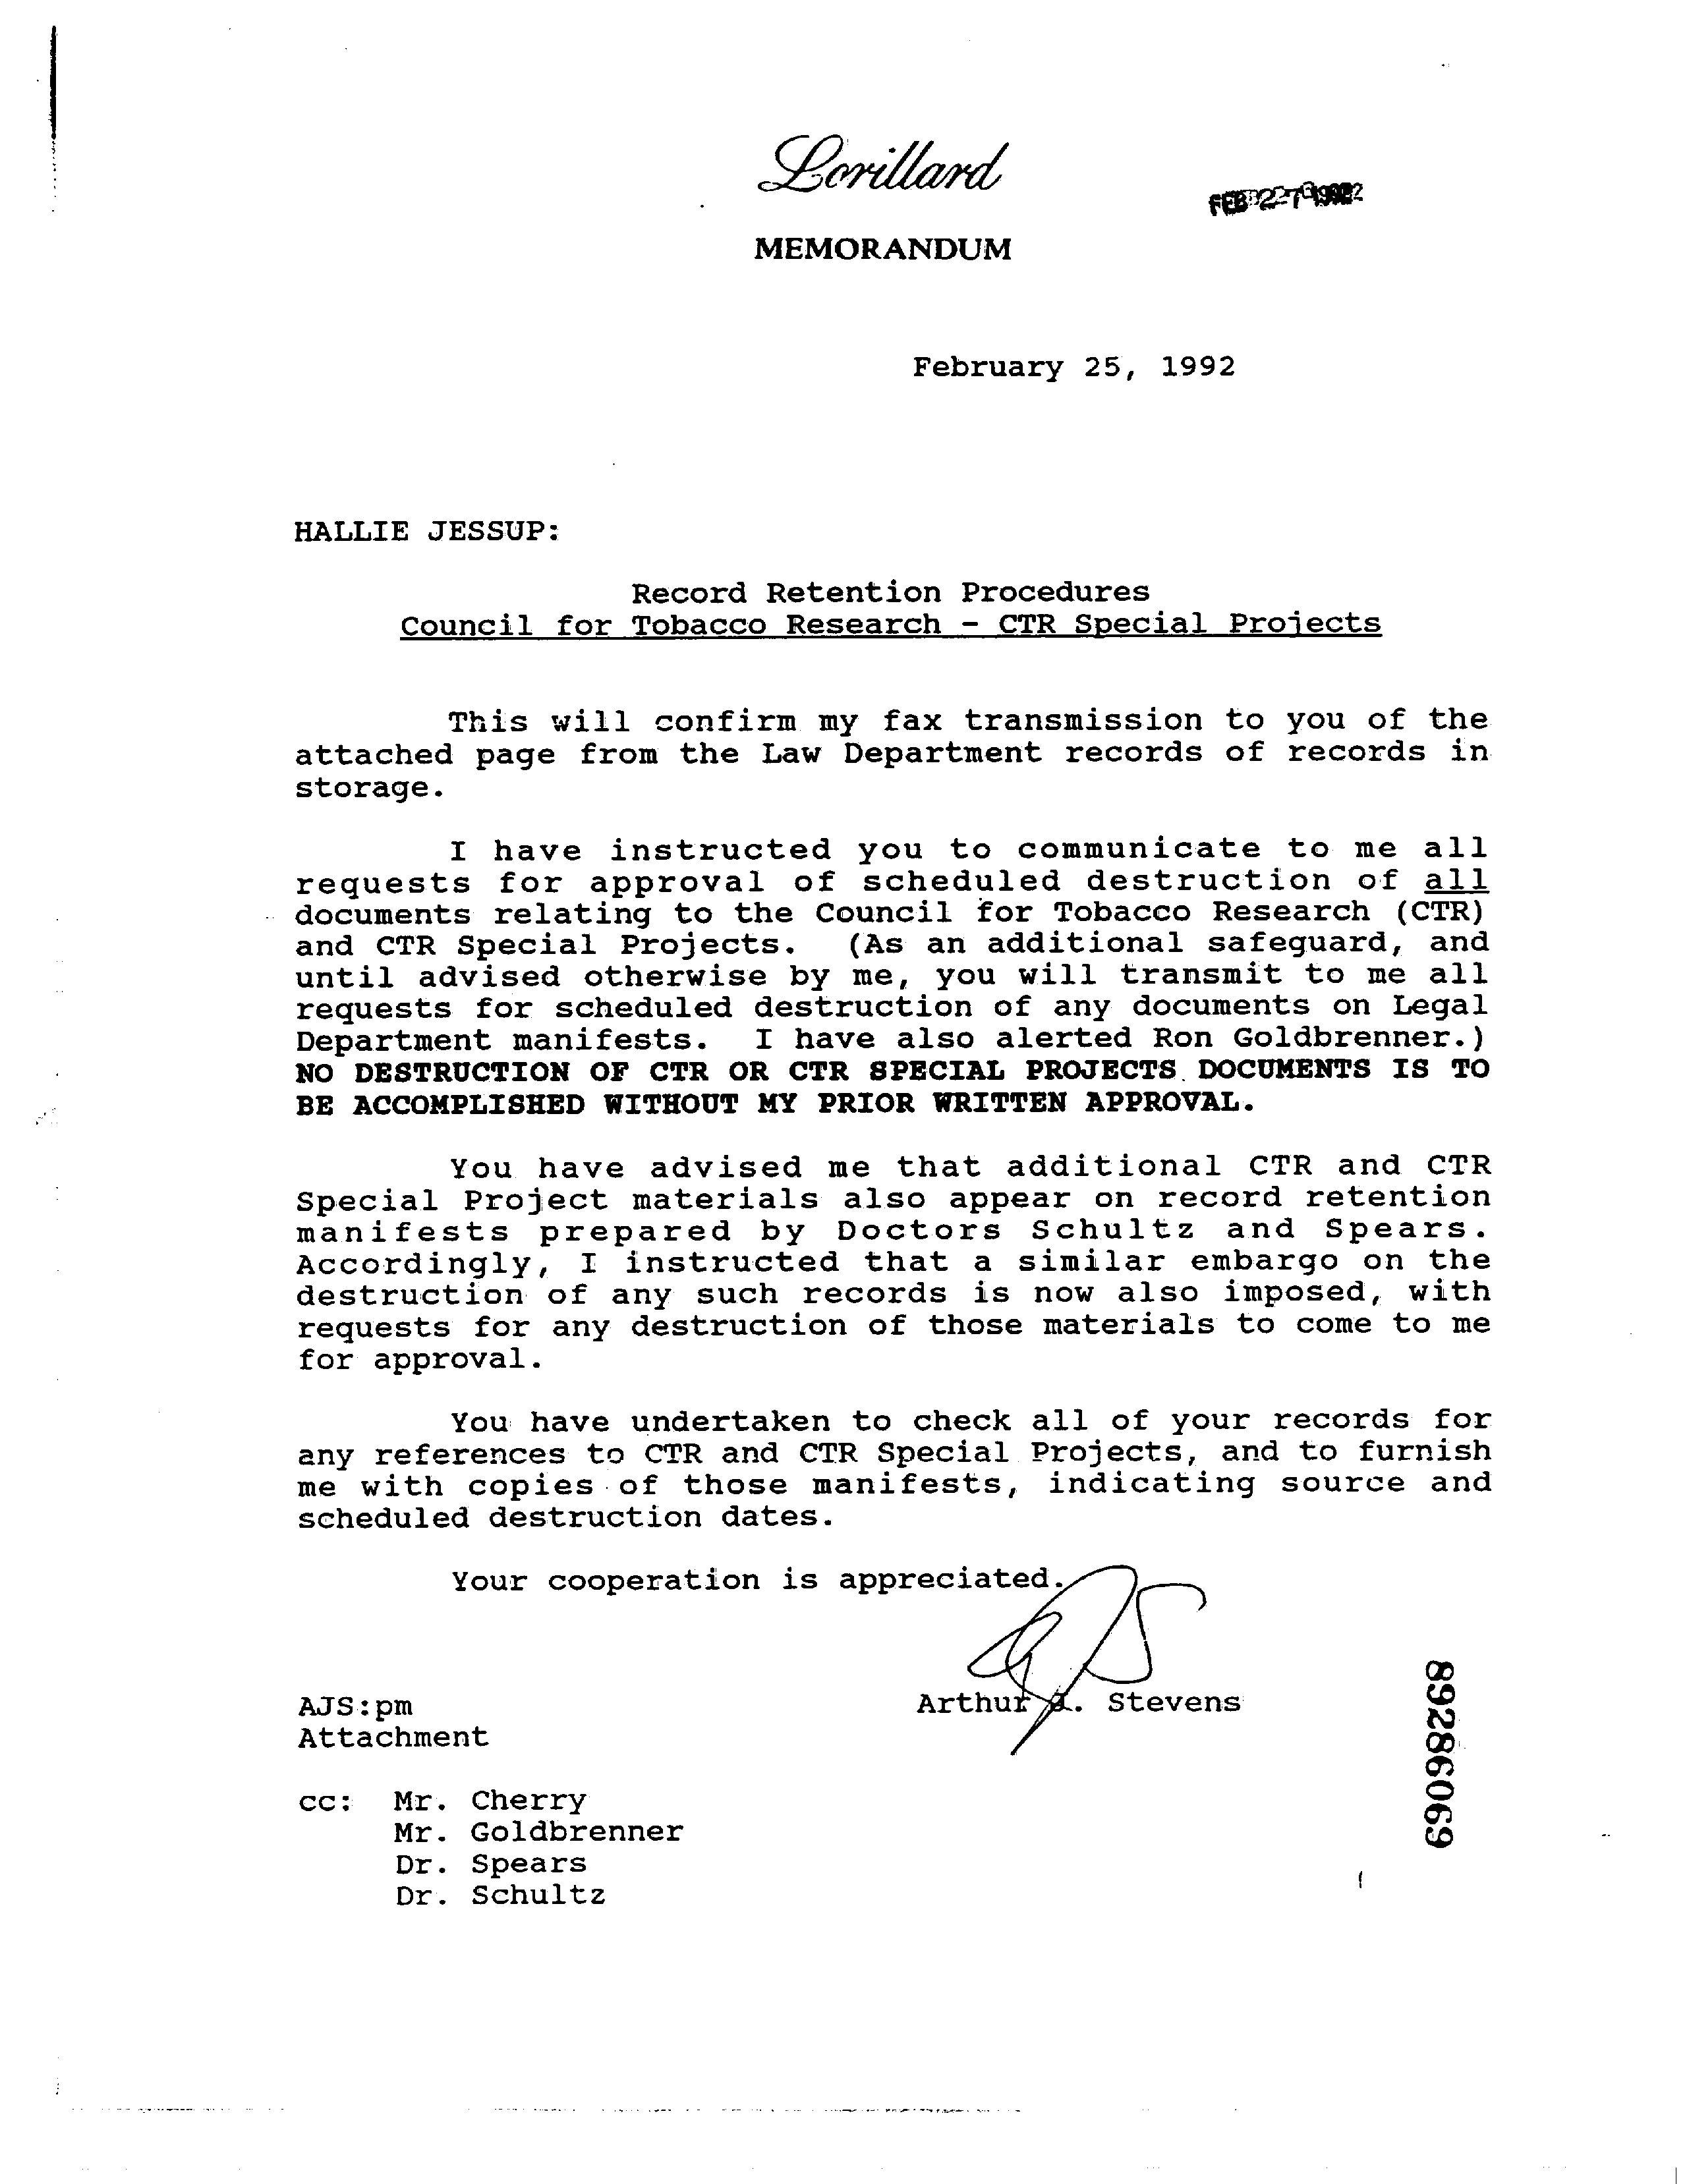 Lorillard
FEB 27 1992
MEMORANDUM
February 25, 1992
HALLIE JESSUP:
Record Retention Procedures
Council for Tobacco Research - CTR Special Projects
This will confirm my fax transmission to you of the
attached page from the Law Department records of records in
storage.
I have instructed you to communicate to me all
requests for approval of scheduled destruction of all
documents relating to the Council for Tobacco Research (CTR)
and CTR Special Projects. (As an additional safeguard, and
until advised otherwise by me, you will transmit to me all
requests for scheduled destruction of any documents on Legal
Department manifests. I have also alerted Ron Goldbrenner.)
NO DESTRUCTION OF CTR OR CTR SPECIAL PROJECTS DOCUMENTS IS TO
BE ACCOMPLISHED WITHOUT MY PRIOR WRITTEN APPROVAL.
You have advised me that additional CTR and CTR
Special Project materials also appear on record retention
manifests prepared by Doctors Schultz and Spears.
Accordingly, I instructed that a similar embargo on the
destruction of any such records is now also imposed, with
requests for any destruction of those materials to come to me
for approval.
You have undertaken to check all of your records for
any references to CTR and CTR Special Projects, and to furnish
me with copies of those manifests, indicating source and
scheduled destruction dates.
Your cooperation is appreciated.
Arthur J. Stevens
AJS:pm
Attachment
cc: Mr. Cherry
Mr. Goldbrenner
Dr. Spears
Dr. Schultz
89286069